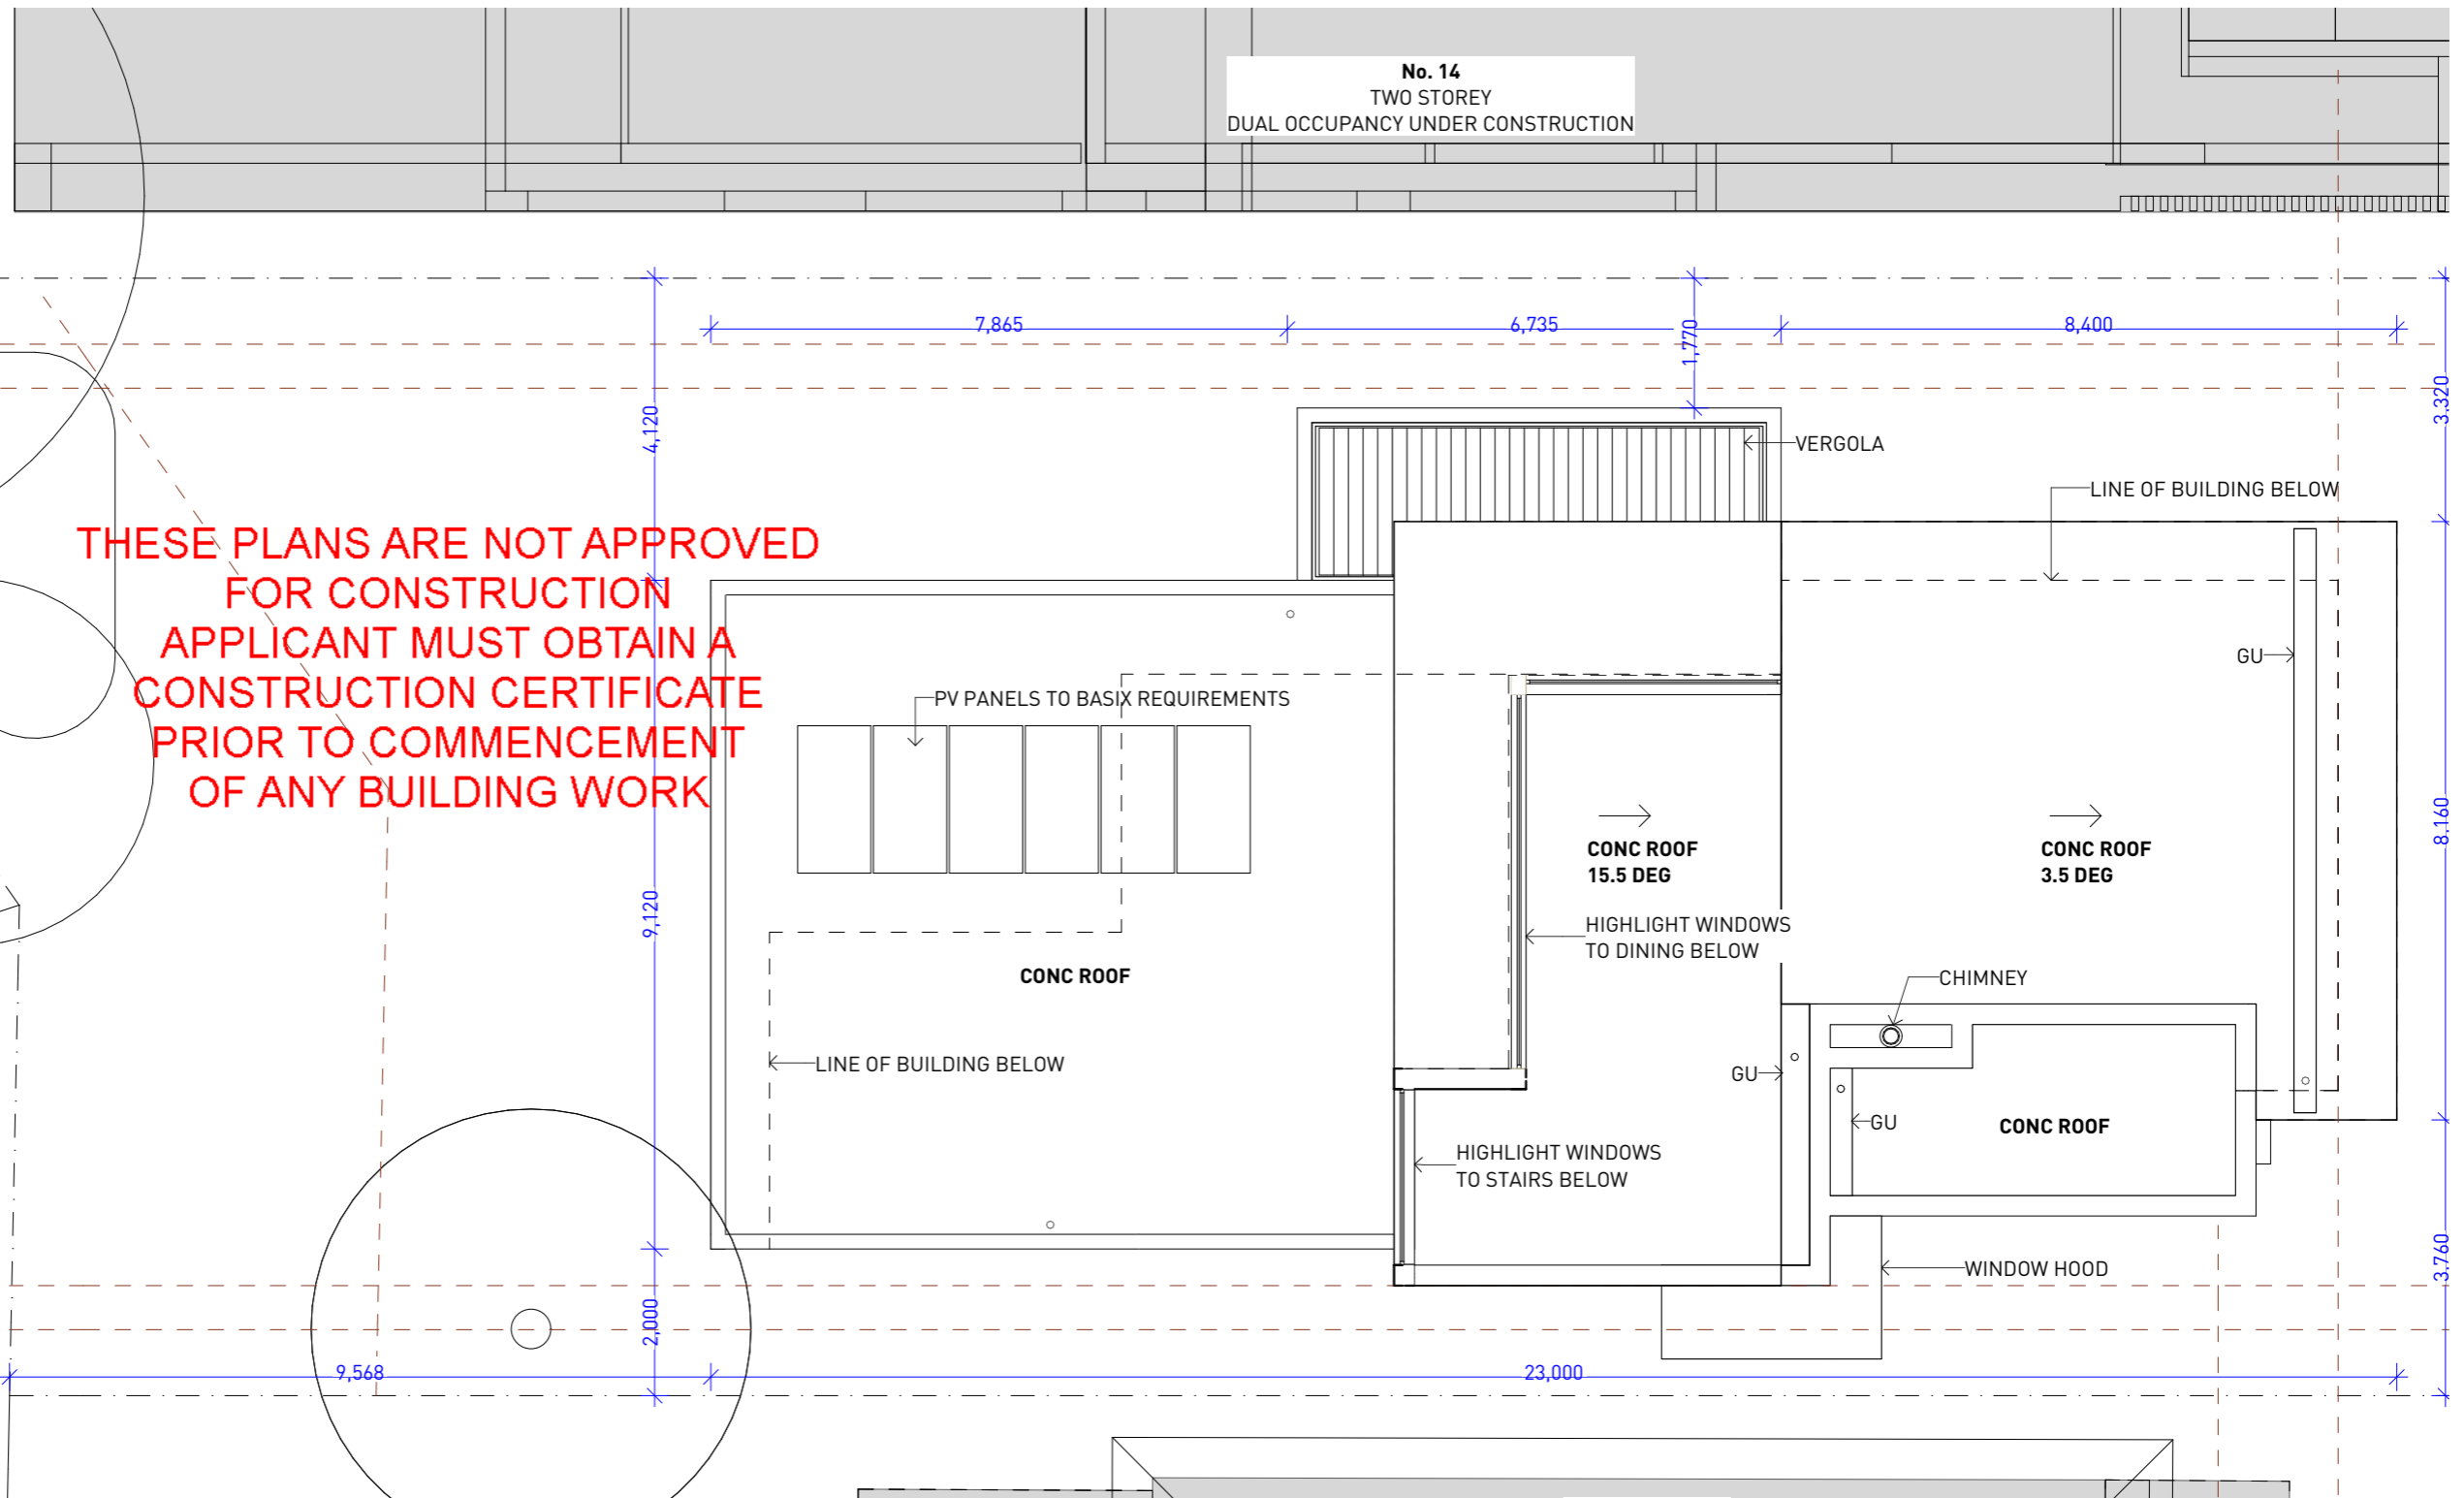 No. 14
TWO STOREY
DUAL OCCUPANCY UNDER CONSTRUCTION
7,865
6,735
8,400
1,770
3,320
4,120
VERGOLA
LINE OF BUILDING BELOW
THESE PLANS ARE NOT APPROVED
FOR CONSTRUCTION
APPLICANT MUST OBTAIN A
CONSTRUCTION CERTIFICATE
PRIOR TO COMMENCEMENT
OF ANY BUILDING WORK
GU
PV PANELS TO BASIX REQUIREMENTS
8,160
CONC ROOF
15.5 DEG
CONC ROOF
3.5 DEG
9,120
HIGHLIGHT WINDOWS
TO DINING BELOW
CONC ROOF
CHIMNEY
LINE OF BUILDING BELOW
GU
GU
CONC ROOF
HIGHLIGHT WINDOWS
TO STAIRS BELOW
3,760
WINDOW HOOD
2,000
9,568
23,000